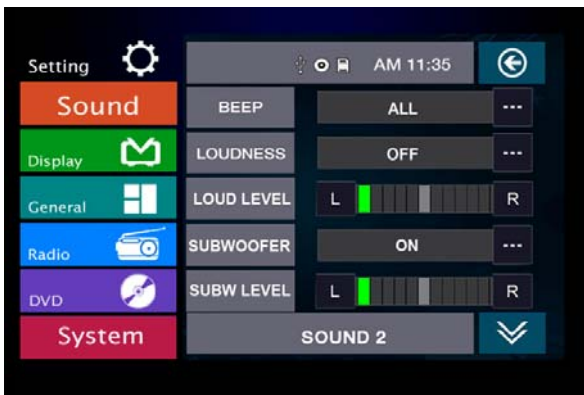 Setting
AM 11:35
Sound
BEEP
ALL
---
Display
LOUDNESS
OFF
---
General
LOUD LEVEL
L
R
Radio
SUBWOOFER
ON
---
DVD
SUBW LEVEL
L
R
System
SOUND 2